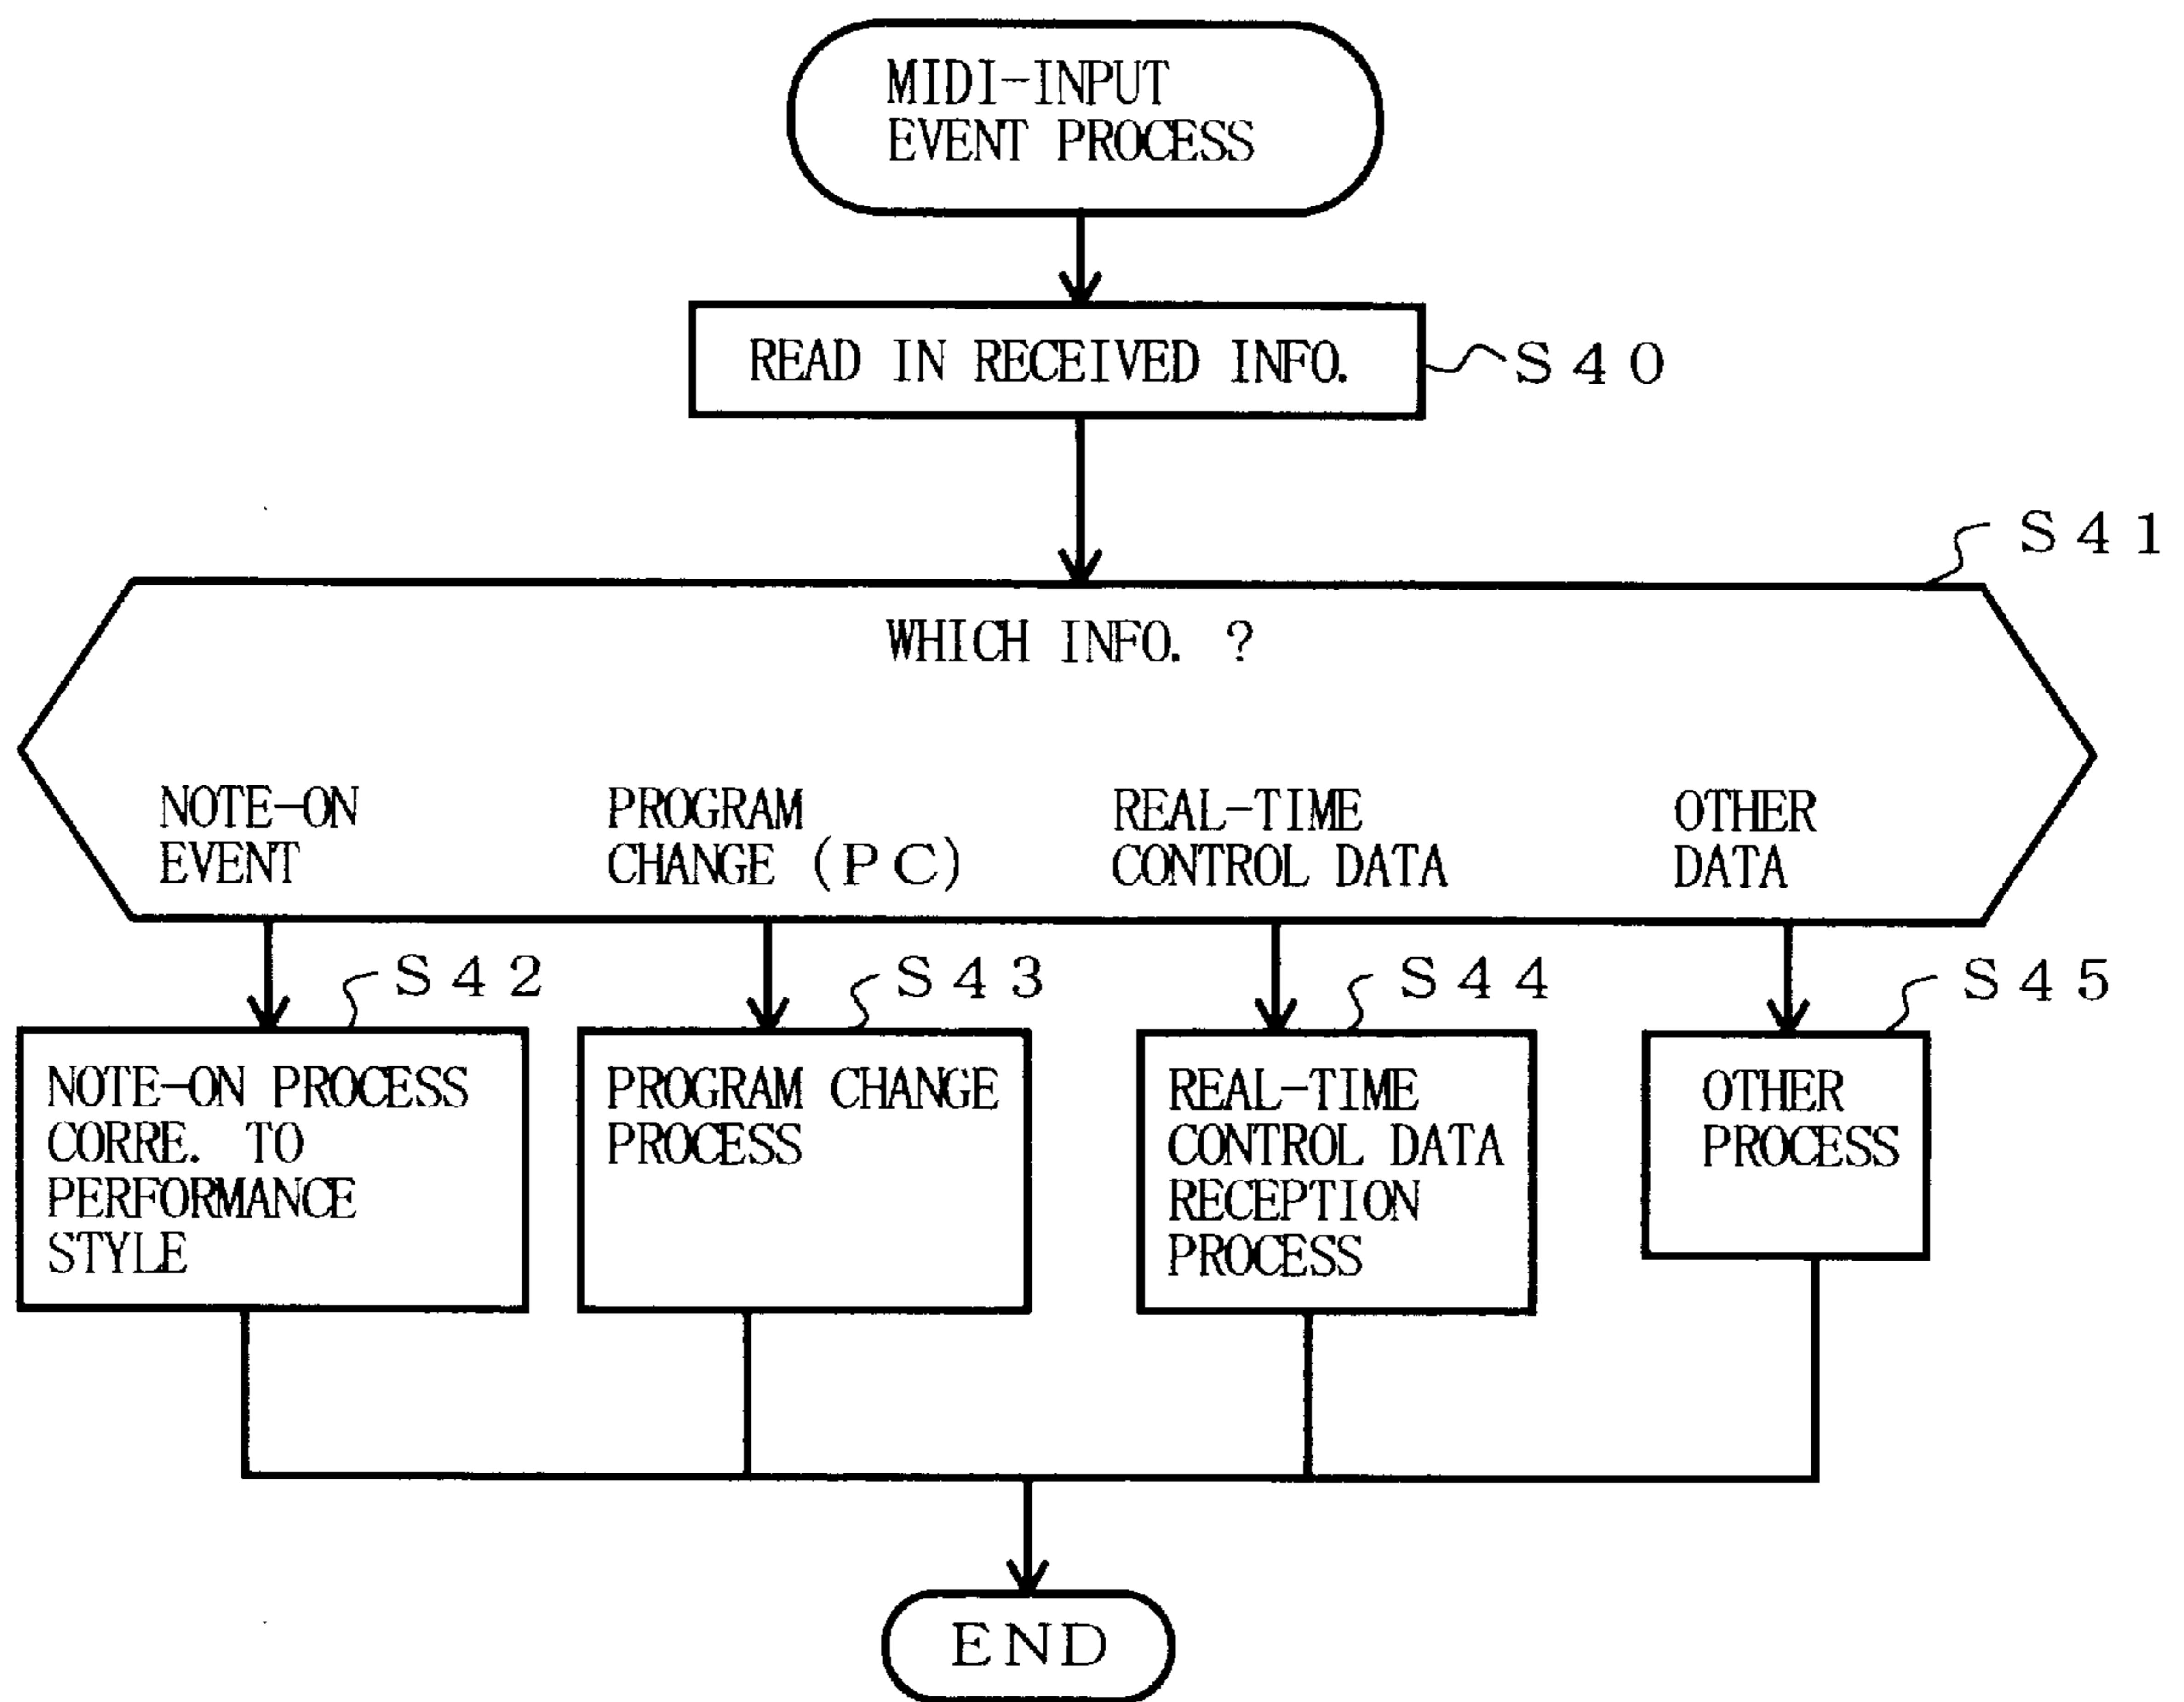 MIDI-INPUT
EVENT PROCESS
READ IN RECEIVED INFO.
S40
S41
WHICH INFO. ?
NOTE-ON
EVENT
PROGRAM
CHANGE (PC)
REAL-TIME
CONTROL DATA
OTHER
DATA
S42
S43
S44
S45
NOTE-ON PROCESS
CORRE. TO
PERFORMANCE
STYLE
PROGRAM CHANGE
PROCESS
REAL-TIME
CONTROL DATA
RECEPTION
PROCESS
OTHER
PROCESS
END